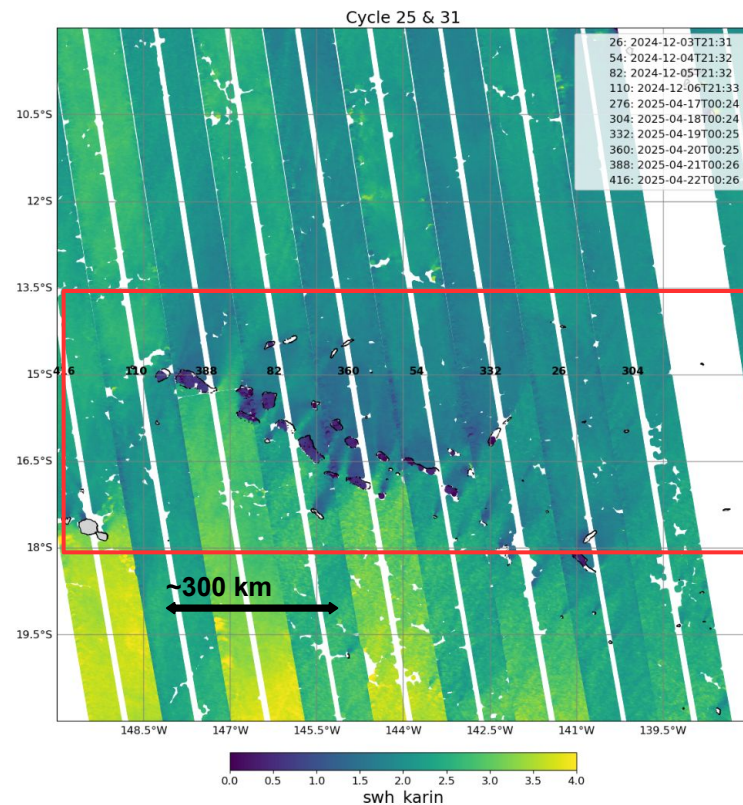 Cycle 25 & 31
26: 2024-12-03T21:31
54: 2024-12-04T21:32
82: 2024-12-05T21:32
110: 2024-12-06T21:33
276: 2025-04-17T00:24
304: 2025-04-18T00:24
332: 2025-04-19T00:25
360: 2025-04-20T00:25
388: 2025-04-21T00:26
416: 2025-04-22T00:26
10.5°S
12°S
13.5°S
15°S
16.5°S
18°S
19.5°S
110 388 82 360 54 332 26 304
~300 km
148.5°W 147°W 145.5°W 144°W 142.5°W 141°W 139.5°W
0.0 0.5 1.0 1.5 2.0 2.5 3.0 3.5 4.0
swh_karin